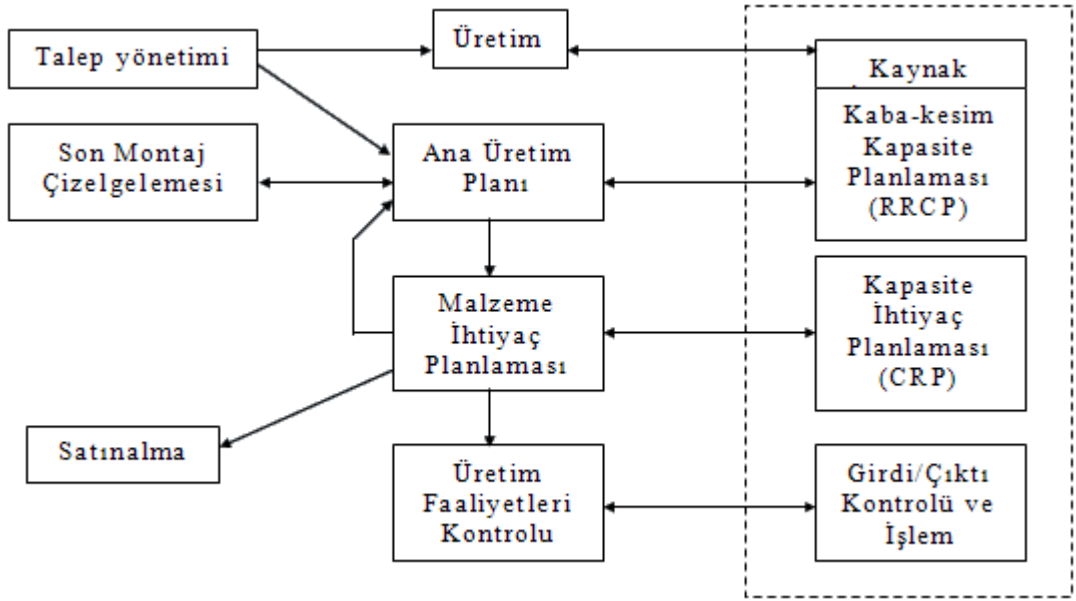 Talep yönetimi
Üretim
Kaynak
Kaba-kesim
Kapasite
Planlaması
(RRCP)
Son Montaj
Çizelgelemesi
Ana Üretim
Planı
Malzeme
İhtiyaç
Planlaması
Kapasite
İhtiyaç
Planlaması
(CRP)
Satınalma
Üretim
Faaliyetleri
Kontrolu
Girdi/Çıktı
Kontrolü ve
İşlem